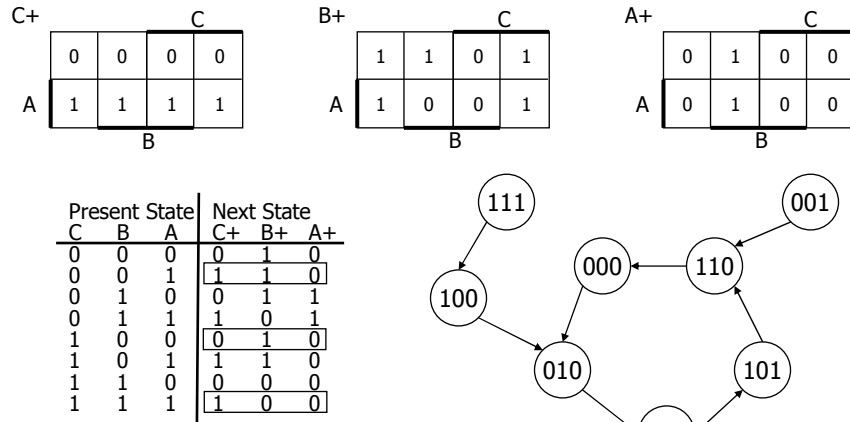 C+ C B+ C A+ C
0 0 0 0 1 1 0 1 0 1 0 0
A 1 1 1 1 A 1 0 0 1 A 0 1 0 0
B B B
Present State Next State
C B A C+ B+ A+
0 0 0 0 1 0
0 0 1 1 1 0
0 1 0 0 1 1
0 1 1 1 0 1
1 0 0 0 1 0
1 0 1 1 1 0
1 1 0 0 0 0
1 1 1 1 0 0
111
001
000
110
100
010
101